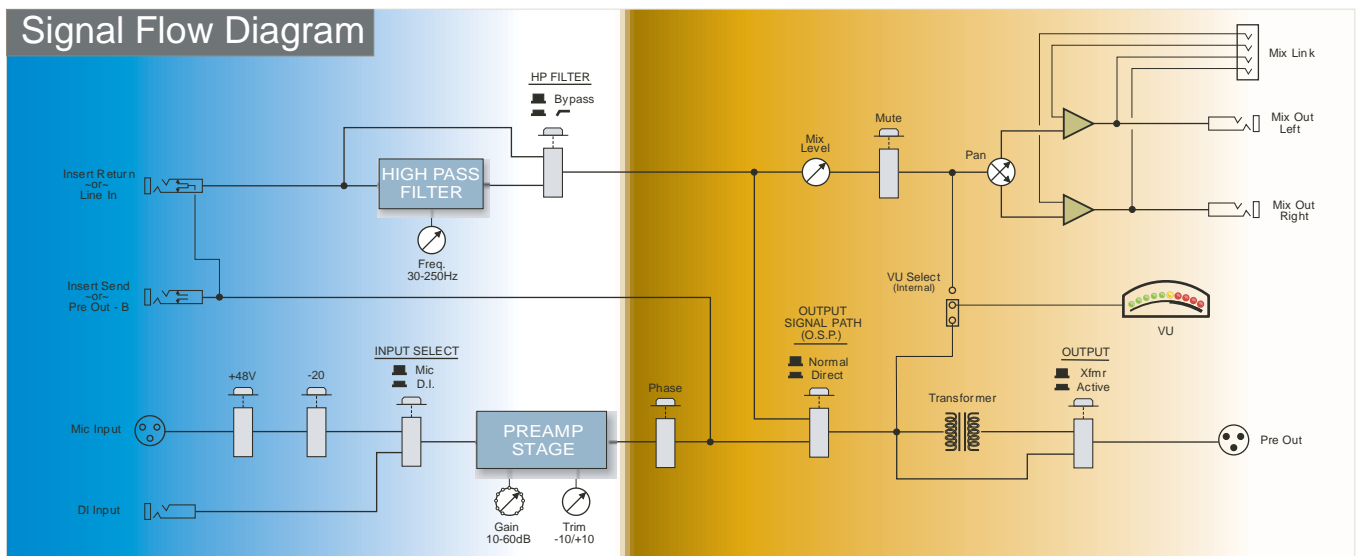 Signal Flow Diagram
HP FILTER
Bypass
Insert Return
~or~
Line In
HIGH PASS
FILTER
Freq.
30-250Hz
Mix
Level
Mute
Pan
Mix Link
Mix Out
Left
Mix Out
Right
Insert Send
~or~
Pre Out - B
VU Select
(Internal)
VU
OUTPUT
SIGNAL PATH
(O.S.P.)
Normal
Direct
INPUT SELECT
Mic
D.I.
+48V
-20
Mic Input
PREAMP
STAGE
Phase
Transformer
OUTPUT
Xfmr
Active
Pre Out
DI Input
Gain
10-60dB
Trim
-10/+10